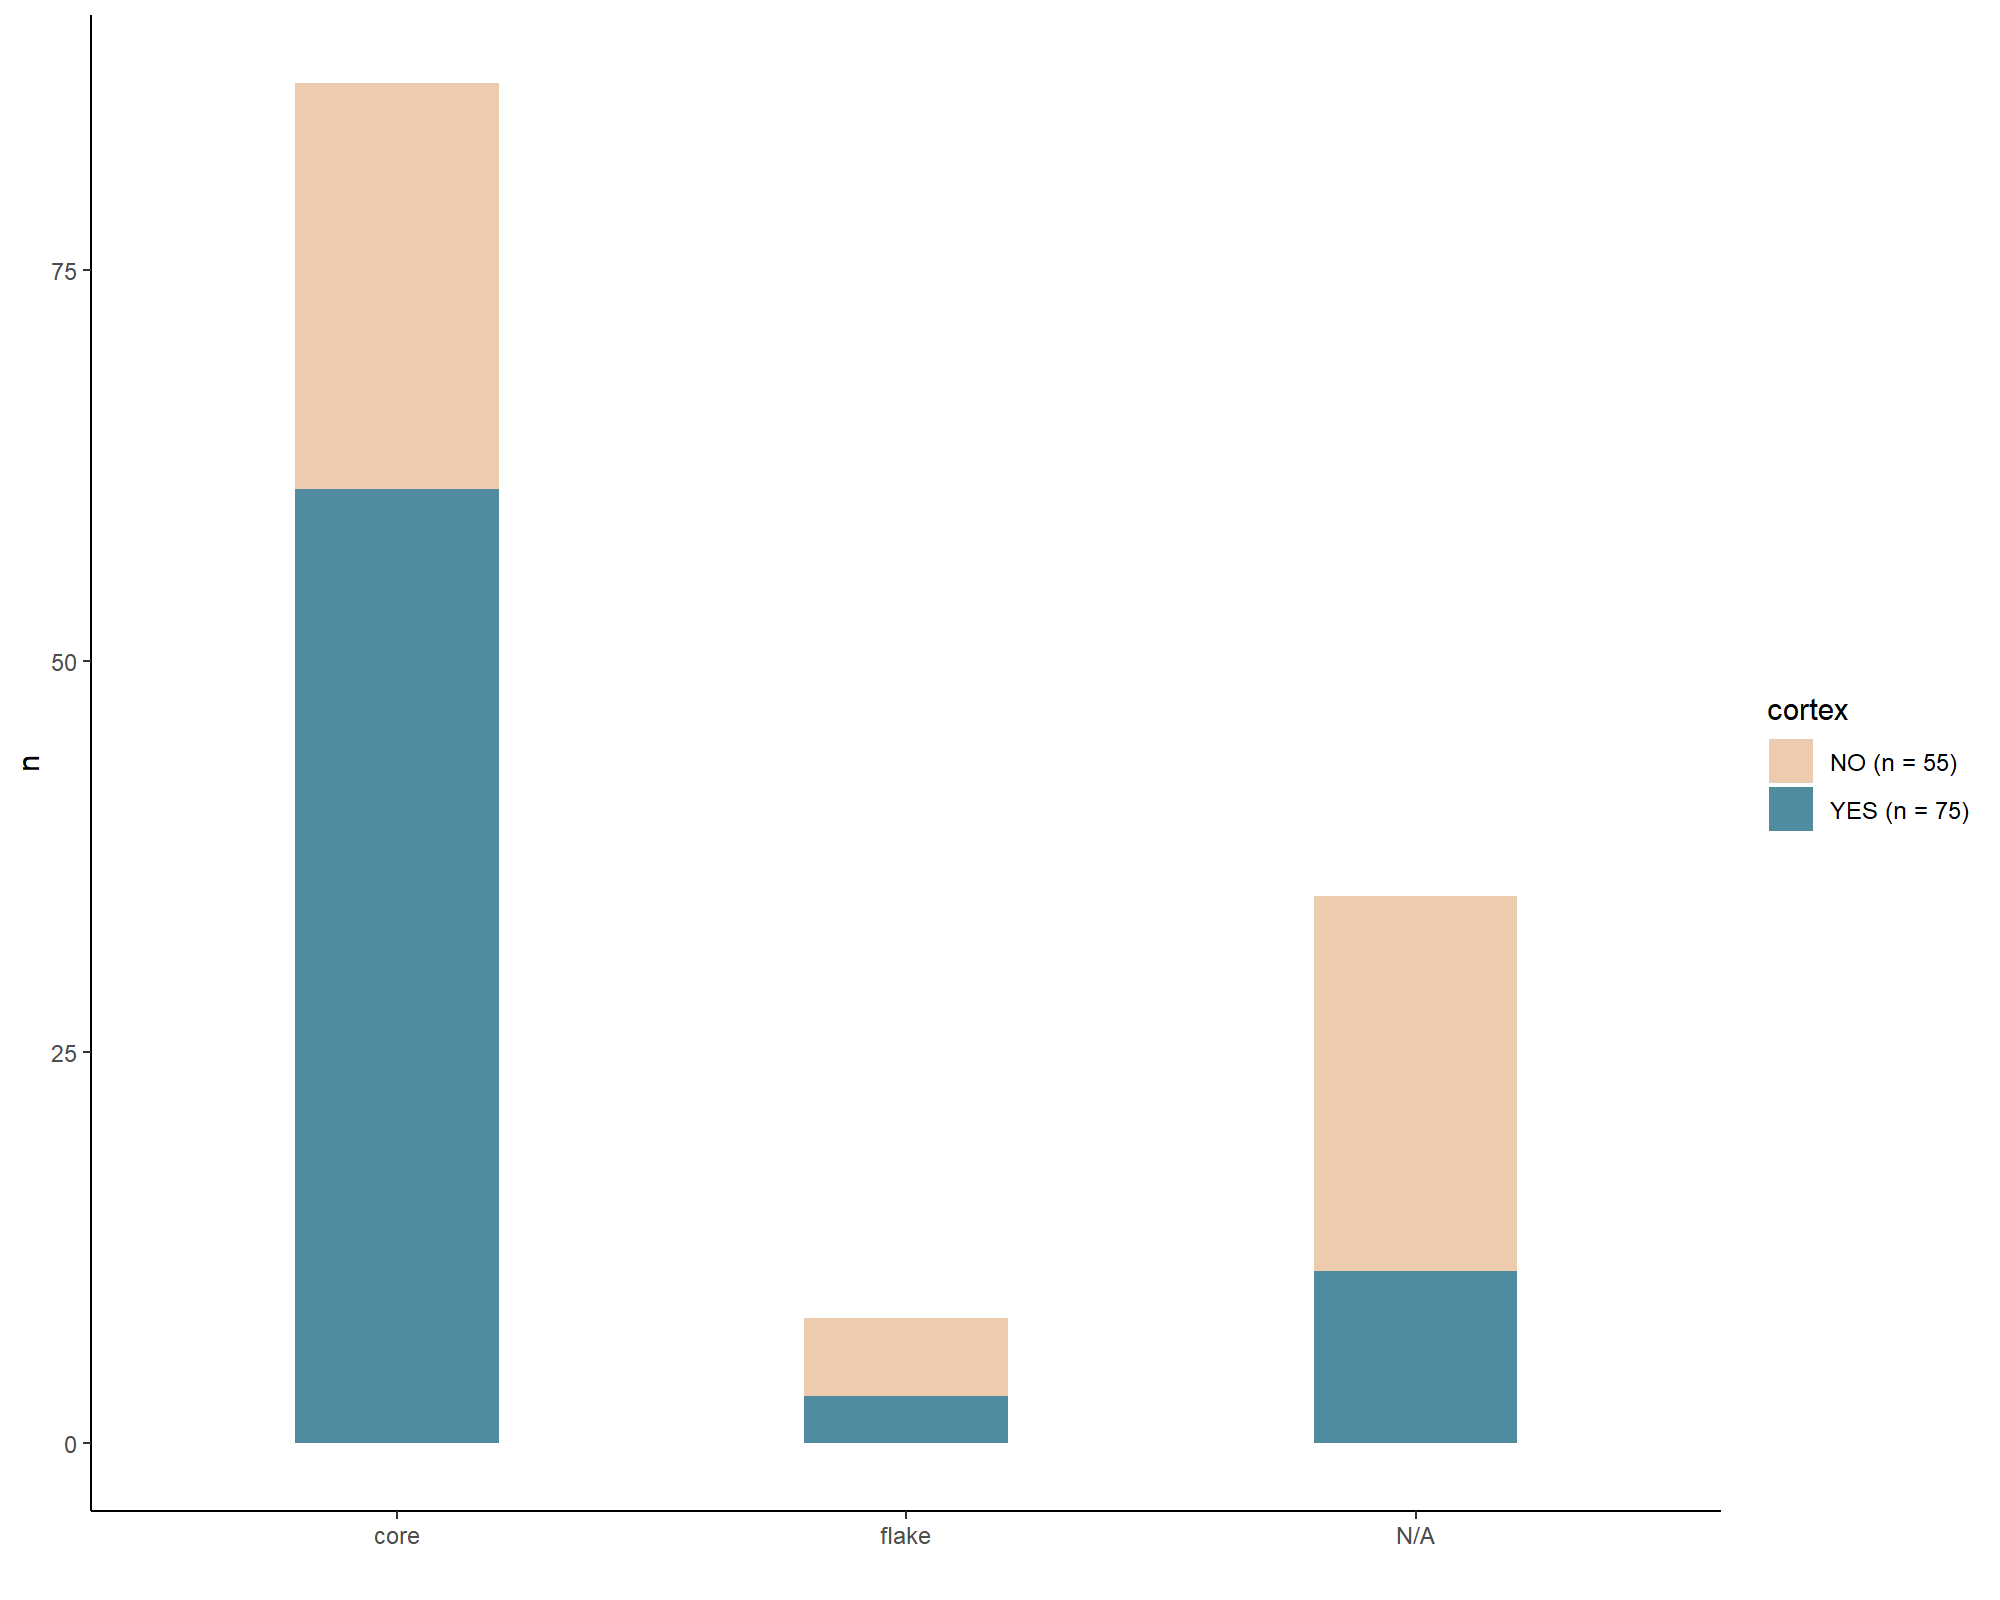 75
50
25
0
n
core
flake
N/A
cortex
NO (n = 55)
YES (n = 75)